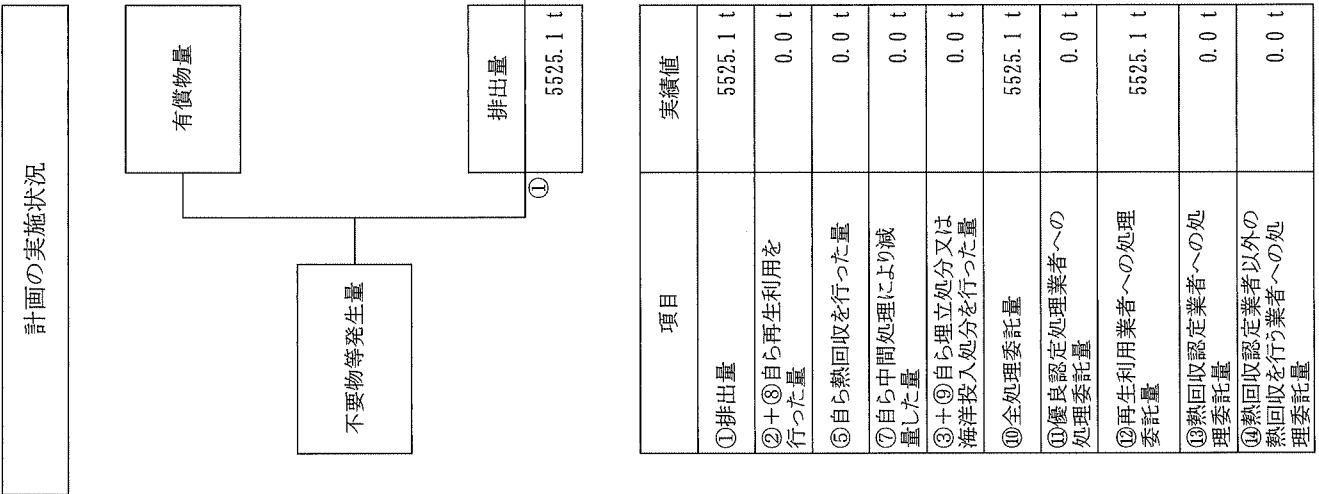 計画の実施状況
有償物量
不要物等発生量
排出量
5525.1 t
①
項目
実績値
①排出量
5525.1 t
②+⑧自ら再生利用を
行った量
0.0 t
⑤自ら熱回収を行った量
0.0 t
⑦自ら中間処理により減
量した量
0.0 t
③+⑨自ら埋立処分又は
海洋投入処分を行った量
0.0 t
⑩全処理委託量
5525.1 t
⑪優良認定処理業者への
処理委託量
0.0 t
⑫再生利用業者への処理
委託量
5525.1 t
⑬熱回収認定業者への処
理委託量
0.0 t
⑭熱回収認定業者以外の
熱回収を行う業者への処
理委託量
0.0 t